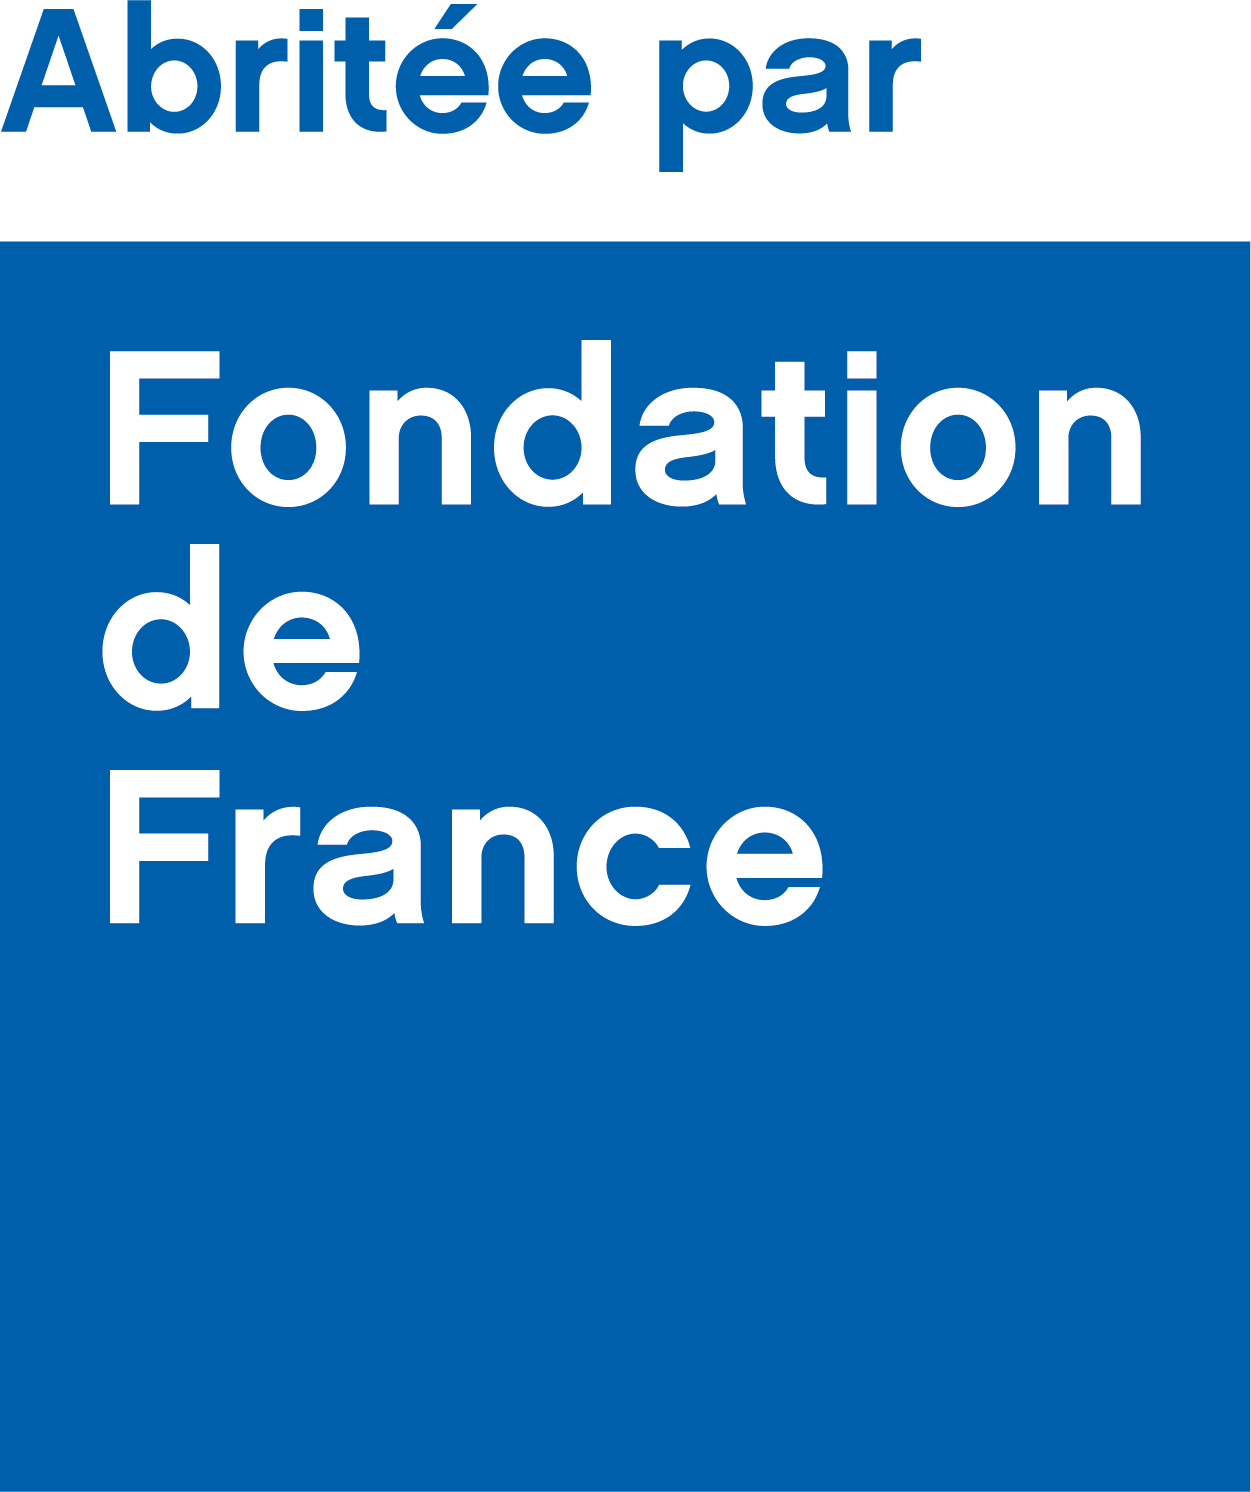 Abritée par
Fondation
de
France